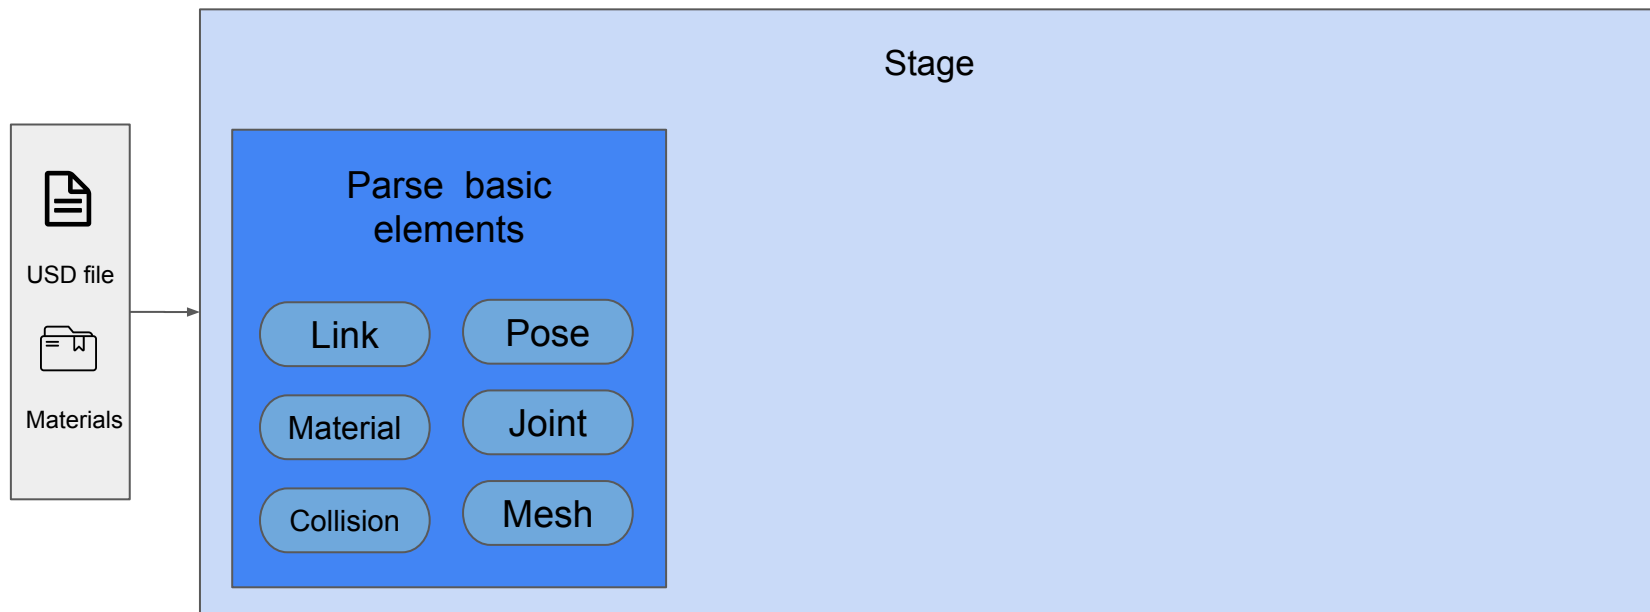 Stage
USD file
Materials
Parse basic
elements
Link
Pose
Material
Joint
Collision
Mesh